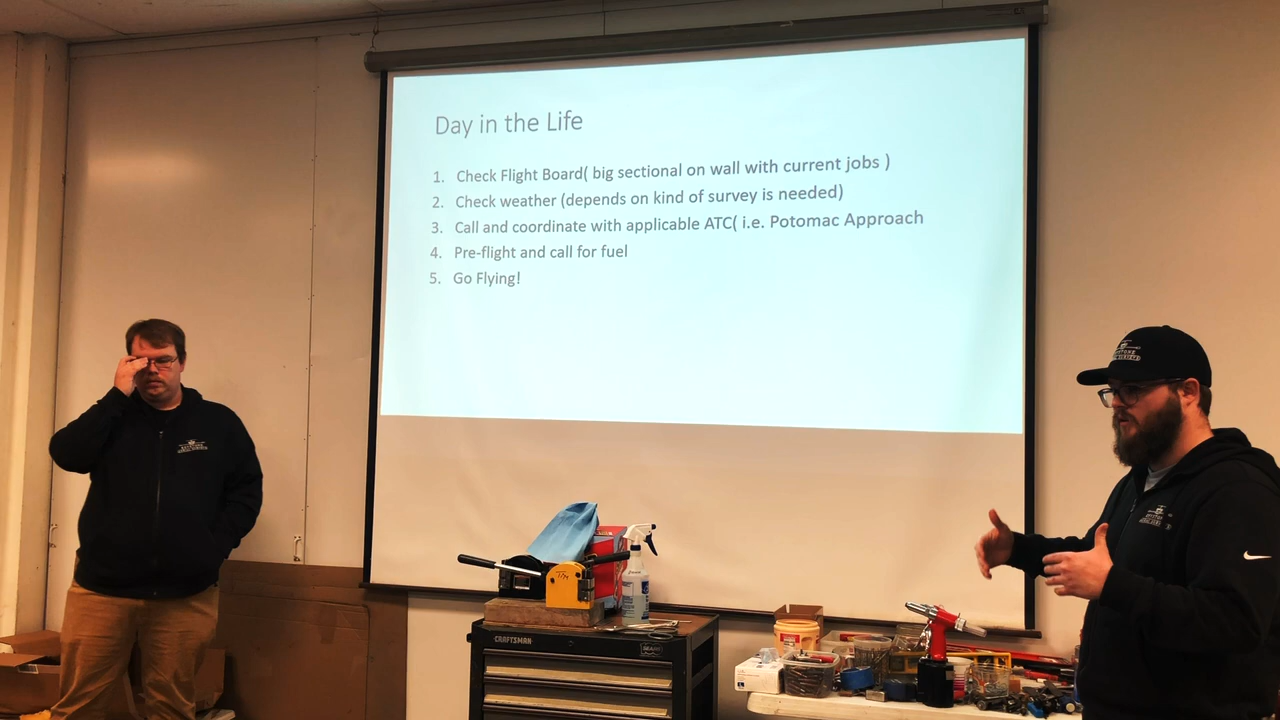 Day in the Life
1. Check Flight Board( big sectional on wall with current jobs )
2. Check weather (depends on kind of survey is needed)
3. Call and coordinate with applicable ATC( i.e. Potomac Approach
4. Pre-flight and call for fuel
5. Go Flying!
KEYSTONE
CRAFTSMAN
SEARS